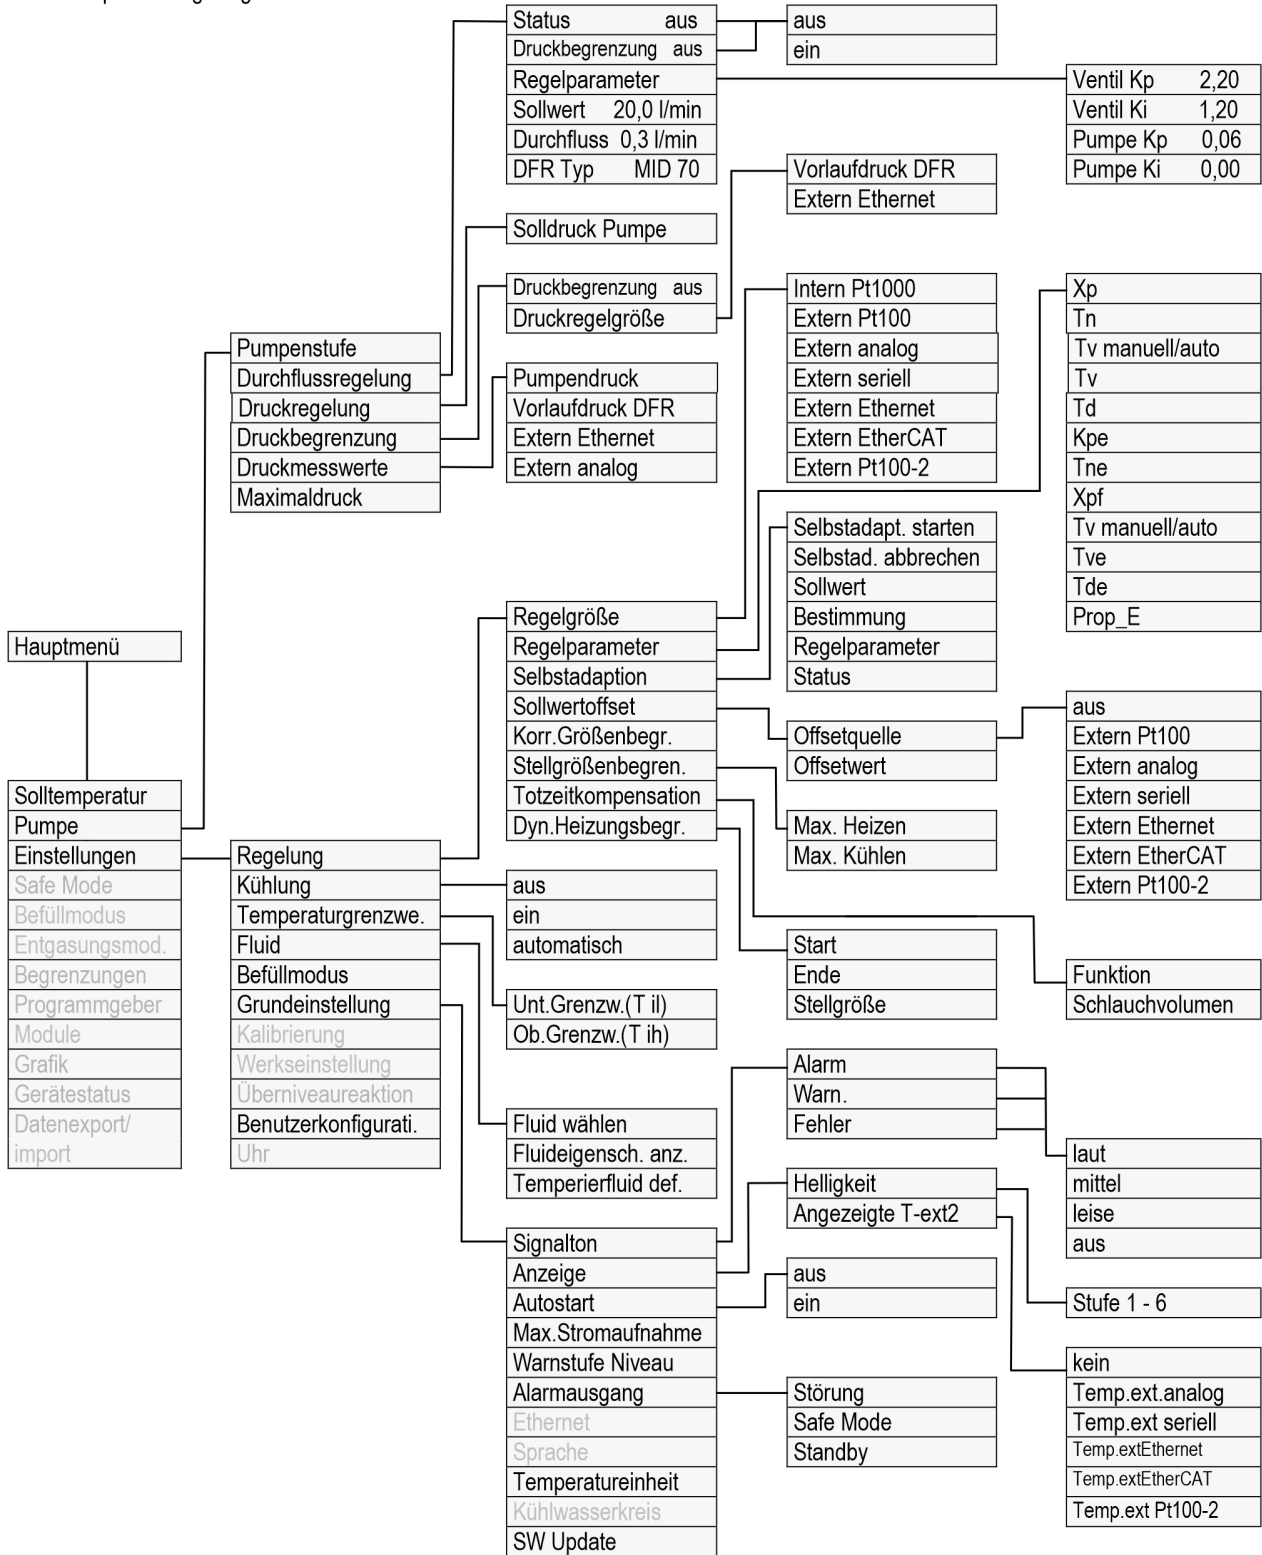 Status aus
Druckbegrenzung aus
Regelparameter
Sollwert 20,0 l/min
Durchfluss 0,3 l/min
DFR Typ MID 70
aus
ein
Ventil Kp 2,20
Ventil Ki 1,20
Pumpe Kp 0,06
Pumpe Ki 0,00
Vorlaufdruck DFR
Extern Ethernet
Solldruck Pumpe
Druckbegrenzung aus
Druckregelgröße
Pumpenstufe
Durchflussregelung
Druckregelung
Druckbegrenzung
Druckmesswerte
Maximaldruck
Pumpendruck
Vorlaufdruck DFR
Extern Ethernet
Extern analog
Intern Pt1000
Extern Pt100
Extern analog
Extern seriell
Extern Ethernet
Extern EtherCAT
Extern Pt100-2
Xp
Tn
Tv manuell/auto
Tv
Td
Kpe
Tne
Xpf
Tv manuell/auto
Tve
Tde
Prop_E
Selbstadapt. starten
Selbstad. abbrechen
Sollwert
Bestimmung
Regelparameter
Status
Hauptmenü
Regelgröße
Regelparameter
Selbstadaption
Sollwertoffset
Korr.Größenbegr.
Stellgrößenbegren.
Totzeitkompensation
Dyn.Heizungsbegr.
Offsetquelle
Offsetwert
aus
Extern Pt100
Extern analog
Extern seriell
Extern Ethernet
Extern EtherCAT
Extern Pt100-2
Max. Heizen
Max. Kühlen
Solltemperatur
Pumpe
Einstellungen
Safe Mode
Befüllmodus
Entgasungsmod.
Begrenzungen
Programmgeber
Module
Grafik
Gerätestatus
Datenexport/
import
Regelung
Kühlung
Temperaturgrenzwe.
Fluid
Befüllmodus
Grundeinstellung
Kalibrierung
Werkseinstellung
Überniveaureaktion
Benutzerkonfigurati.
Uhr
aus
ein
automatisch
Start
Ende
Stellgröße
Funktion
Schlauchvolumen
Unt.Grenzw.(T il)
Ob.Grenzw.(T ih)
Alarm
Warn.
Fehler
laut
mittel
leise
aus
Fluid wählen
Fluideigensch. anz.
Temperierfluid def.
Helligkeit
Angezeigte T-ext2
Signalton
Anzeige
Autostart
Max.Stromaufnahme
Warnstufe Niveau
Alarmausgang
Ethernet
Sprache
Temperatureinheit
Kühlwasserkreis
SW Update
aus
ein
Stufe 1 - 6
Störung
Safe Mode
Standby
kein
Temp.ext.analog
Temp.ext seriell
Temp.extEthernet
Temp.extEtherCAT
Temp.ext Pt100-2